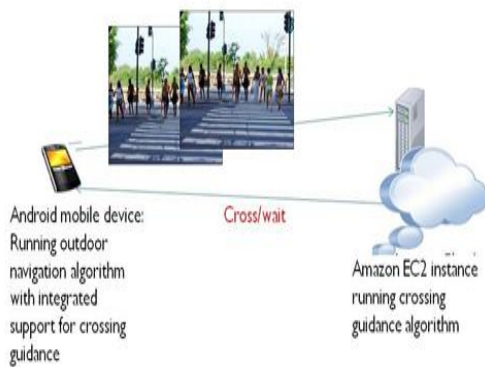 Android mobile device:
Running outdoor
navigation algorithm
with integrated
support for crossing
guidance
Cross/wait
Amazon EC2 instance
running crossing
guidance algorithm